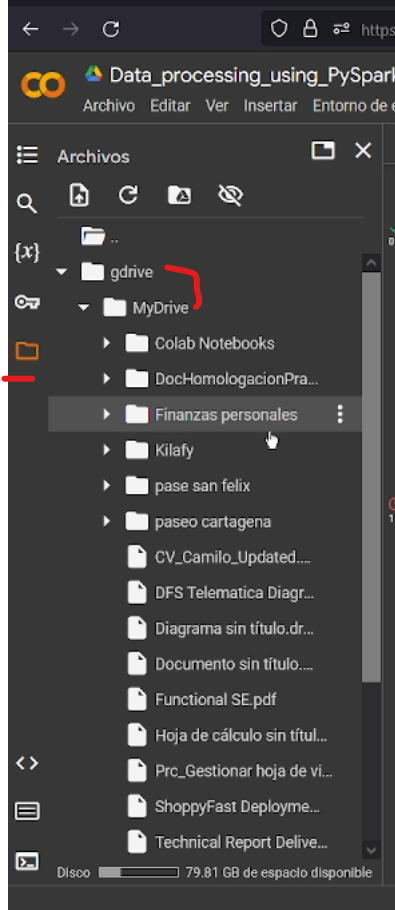 https
Data_processing_using_PySpark
Archivo Editar Ver Insertar Entorno de e
Archivos
..
{x}
gdrive
MyDrive
Colab Notebooks
DocHomologacionPra...
Finanzas personales
Kilafy
pase san felix
paseo cartagena
CV_Camilo_Updated....
DFS Telematica Diagr...
Diagrama sin título.dr...
Documento sin título....
Functional SE.pdf
Hoja de cálculo sin títul...
Prc_Gestionar hoja de vi...
ShoppyFast Deployme...
Technical Report Delive...
Disco 79.81 GB de espacio disponible